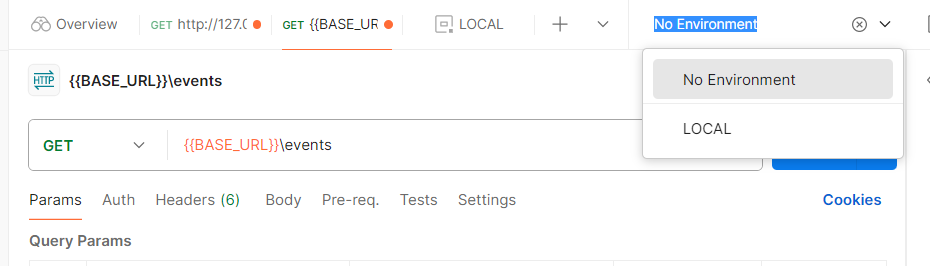 Overview GET http://127.0 GET {{BASE_UR LOCAL No Environment
HTTP {{BASE_URL}}\events
No Environment
GET {{BASE_URL}}\events
LOCAL
Params Auth Headers (6) Body Pre-req. Tests Settings Cookies
Query Params